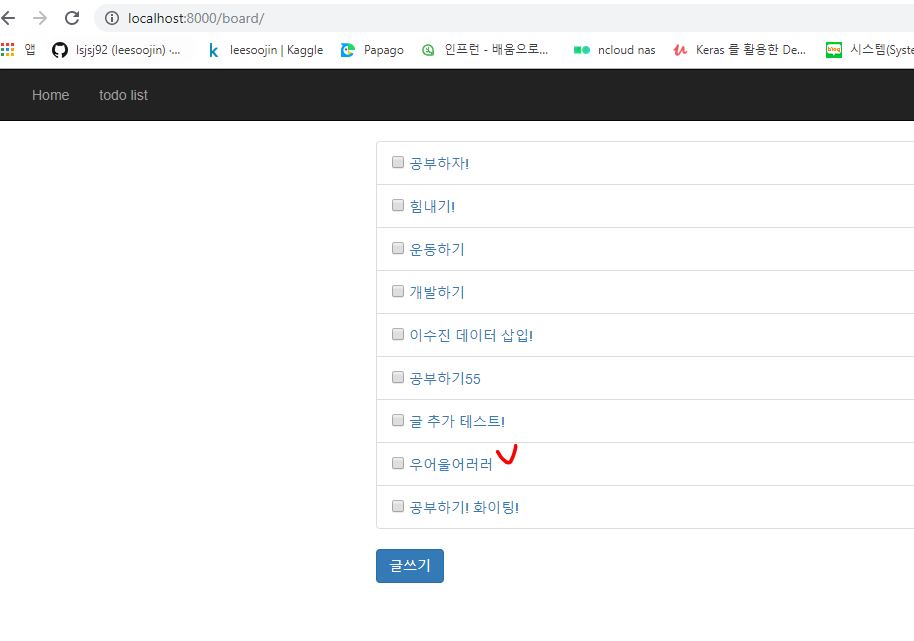 localhost:8000/board/
앱 lsjsj92 (leesoojin) -... leesoojin | Kaggle Papago 인프런 - 배움으로... ncloud nas Keras 를 활용한 De... 시스템(Syste
Home todo list
공부하자!
힘내기!
운동하기
개발하기
이수진 데이터 삽입!
공부하기55
글 추가 테스트!
우어울어러러
공부하기! 화이팅!
글쓰기